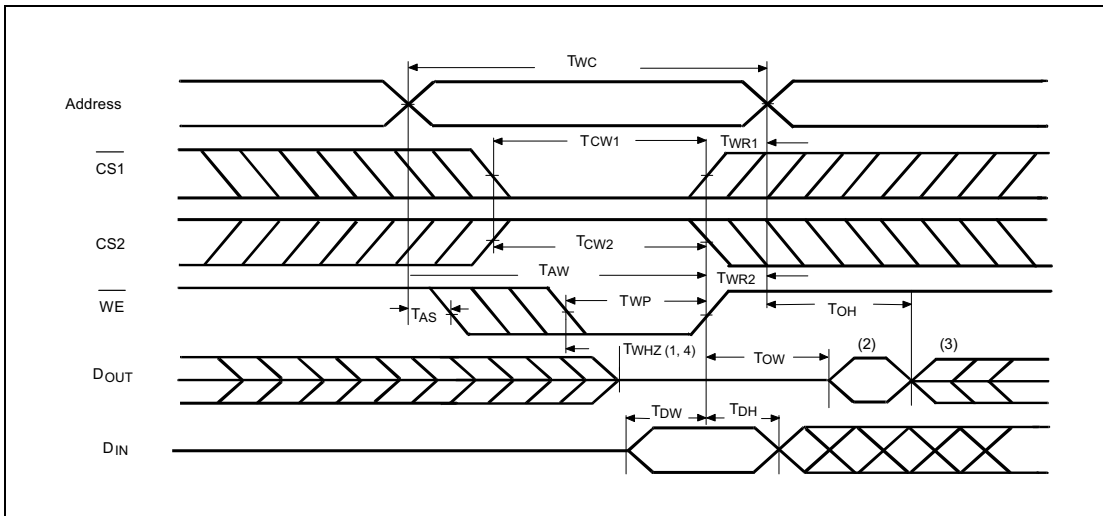 TWC
Address
TCW1
TWR1
CS1
CS2
TCW2
TAW
TWR2
WE
TAS
TWP
TOH
TWHZ (1, 4)
TOW
(2)
(3)
DOUT
TDW
TDH
DIN